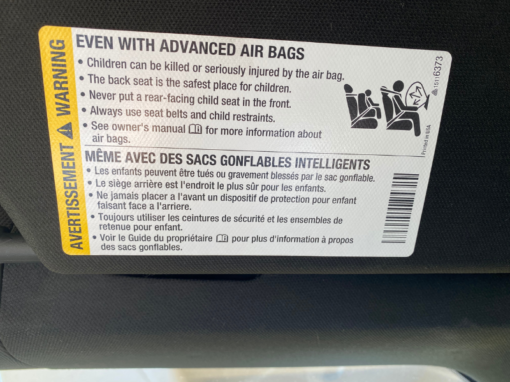 AVERTISSEMENT WARNING
EVEN WITH ADVANCED AIR BAGS
• Children can be killed or seriously injured by the air bag.
• The back seat is the safest place for children.
• Never put a rear-facing child seat in the front.
• Always use seat belts and child restraints.
• See owner's manual for more information about
air bags.
MÊME AVEC DES SACS GONFLABLES INTELLIGENTS
• Les enfants peuvent être tués ou gravement blessés par le sac gonflable.
• Le siège arrière est l'endroit le plus sûr pour les enfants.
• Ne jamais placer a l'avant un dispositif de protection pour enfant
faisant face a l'arriere.
• Toujours utiliser les ceintures de sécurité et les ensembles de
retenue pour enfant.
• Voir le Guide du propriétaire pour plus d'information à propos
des sacs gonflables.